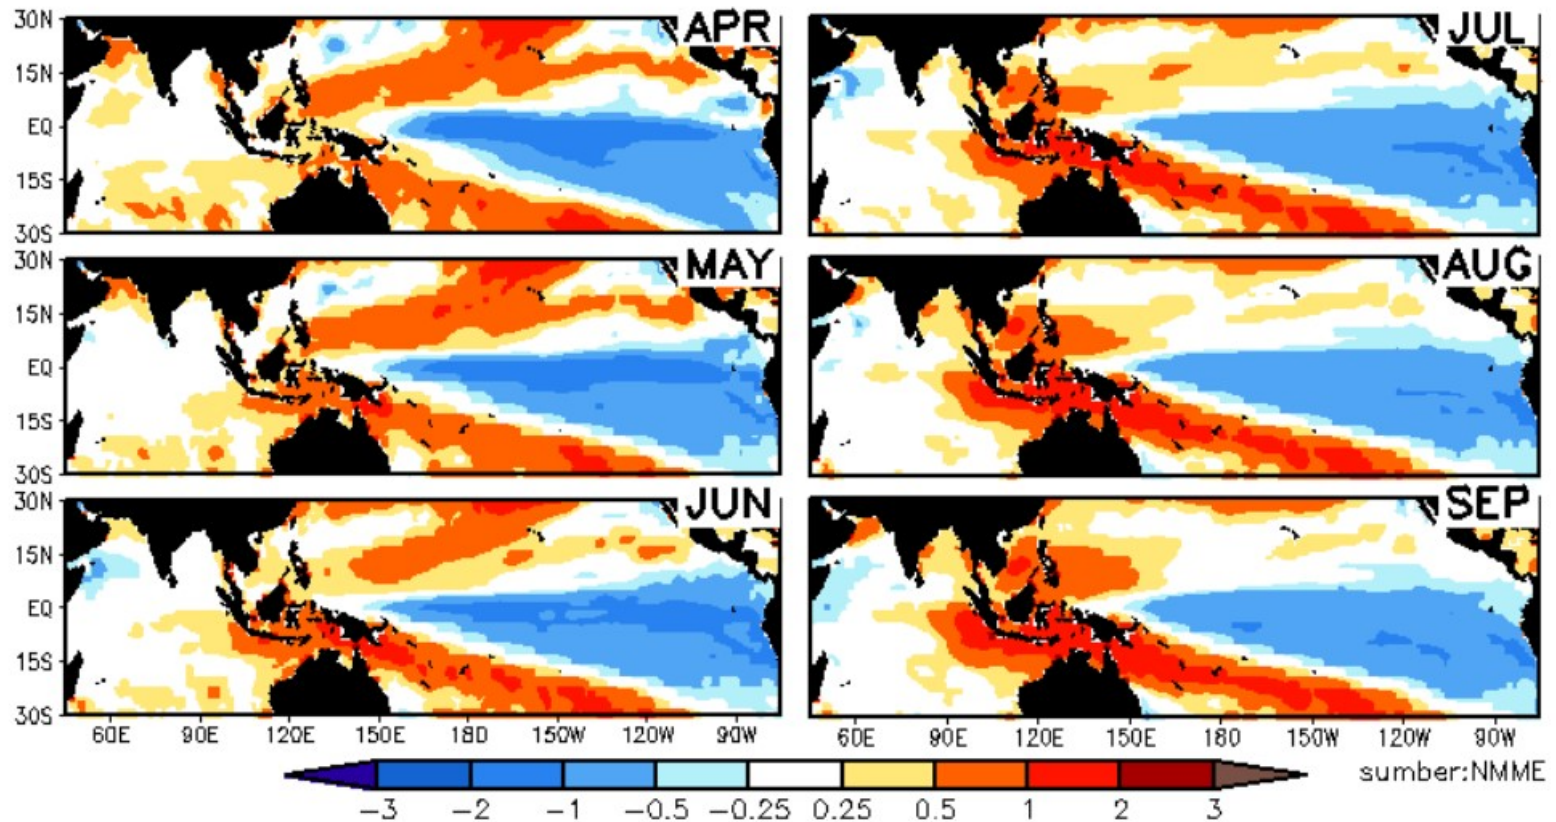 30N
15N
EQ
15S
30S
APR
JUL
30N
15N
EQ
15S
30S
MAY
AUG
30N
15N
EQ
15S
30S
JUN
SEP
60E 90E 120E 150E 180 150W 120W 90W
60E 90E 120E 150E 180 150W 120W 90W
-3 -2 -1 -0.5 -0.25 0.25 0.5 1 2 3
sumber:NMME